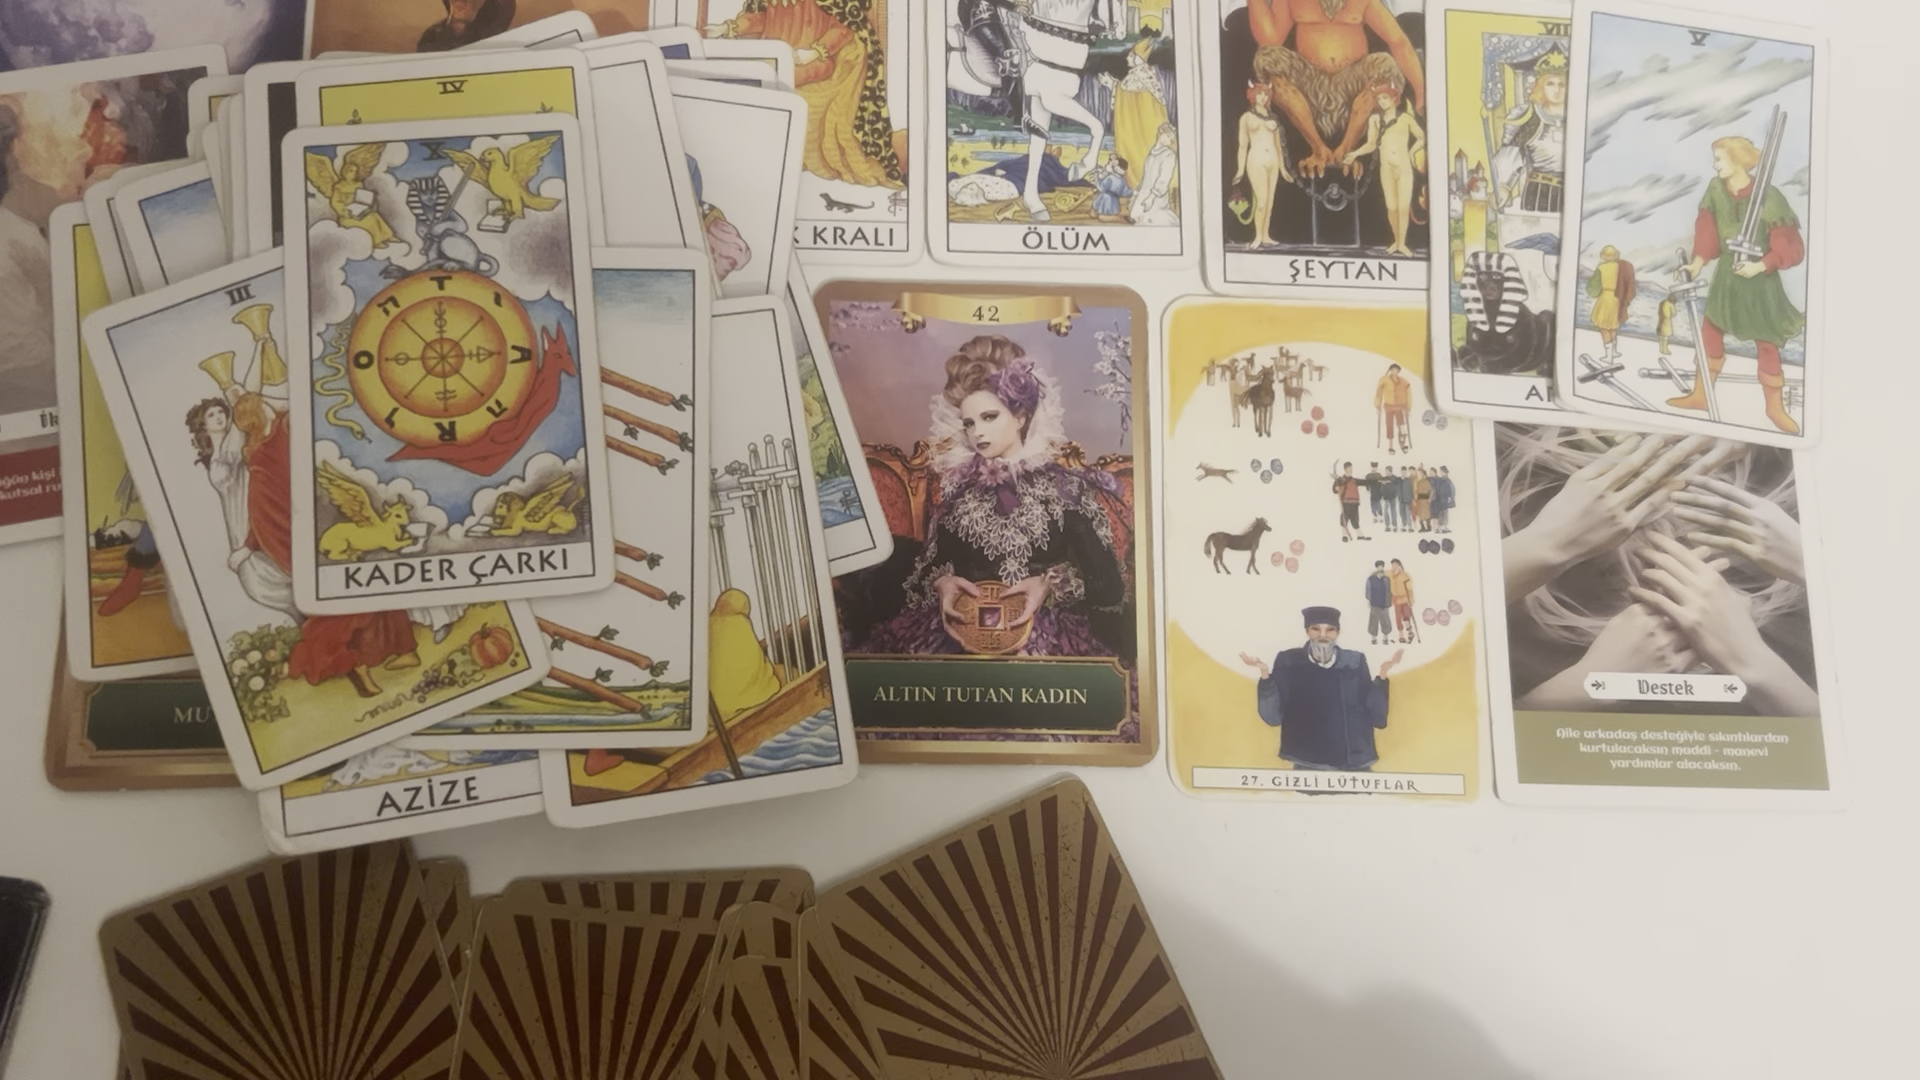 IV
X
III
KADER ÇARKI
AZİZE
KRALI
ÖLÜM
ŞEYTAN
VII
V
42
ALTIN TUTAN KADIN
27. GİZLİ LÜTUFLAR
Destek
Aile arkadaş desteğiyle sıkıntılardan
kurtulacaksın maddi - manevi
yardımlar alacaksın.